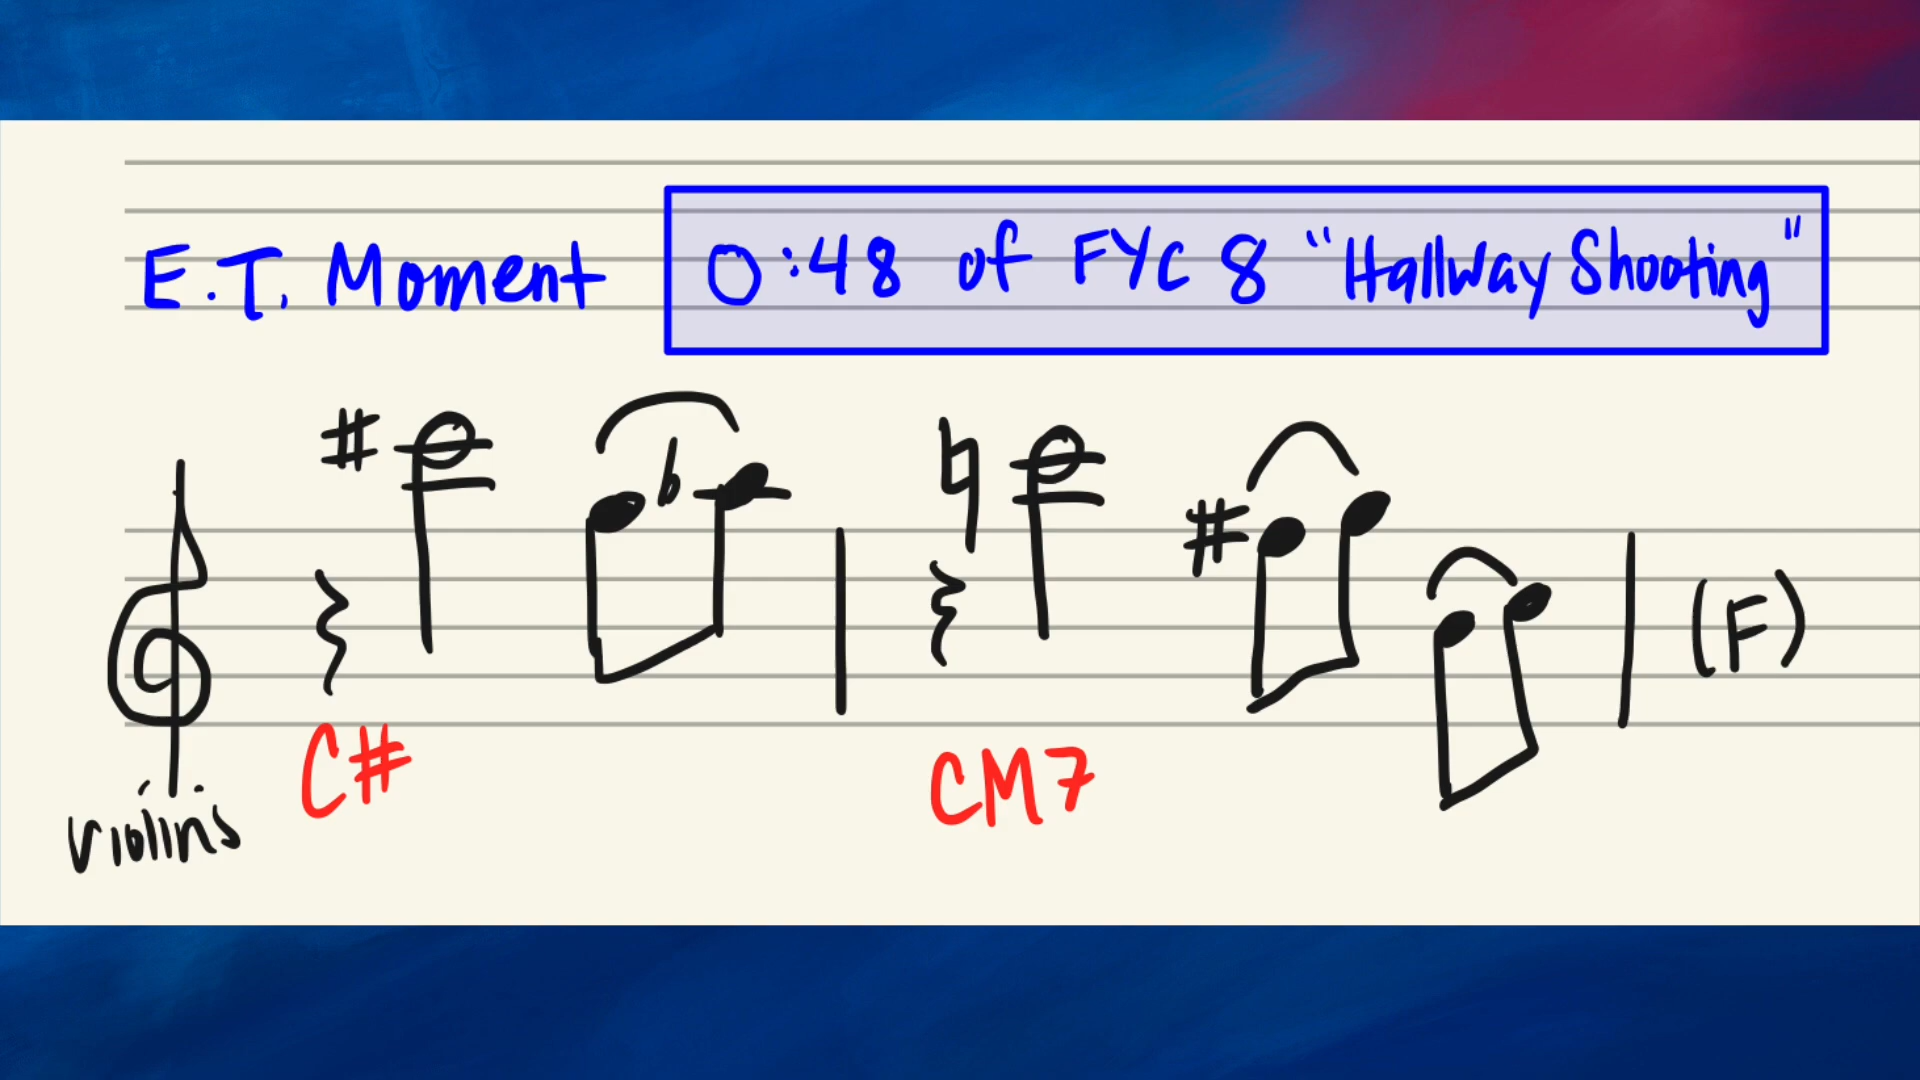 E.T. Moment 0:48 of FYC 8 "Hallway Shooting"
C# CM7 (F)
violins